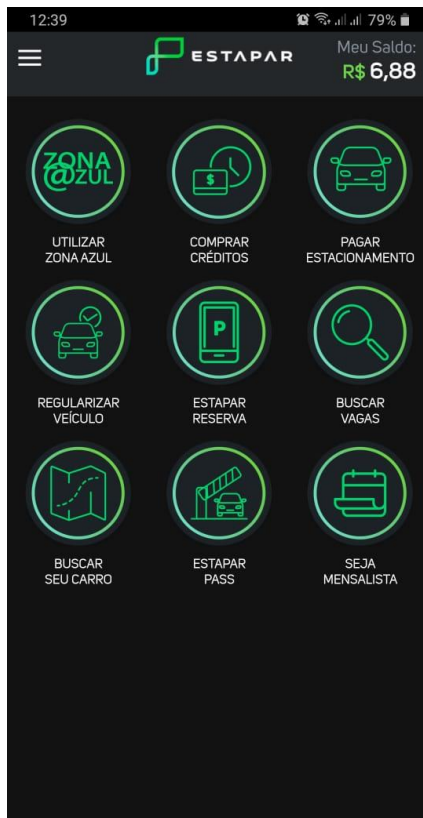 12:39
79%
ESTAPAR
Meu Saldo:
R$ 6,88
ZONA
@ZUL
$
P
UTILIZAR
ZONA AZUL
COMPRAR
CRÉDITOS
PAGAR
ESTACIONAMENTO
REGULARIZAR
VEÍCULO
ESTAPAR
RESERVA
BUSCAR
VAGAS
BUSCAR
SEU CARRO
ESTAPAR
PASS
SEJA
MENSALISTA